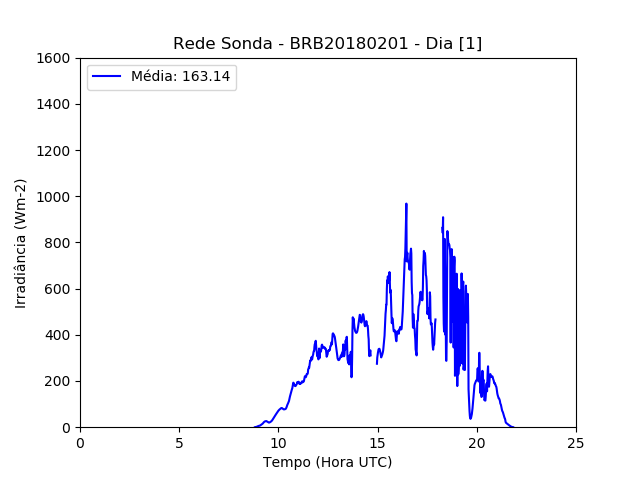 Rede Sonda - BRB20180201 - Dia [1]
Média: 163.14
Irradiância (Wm-2)
1600
1400
1200
1000
800
600
400
200
0
0 5 10 15 20 25
Tempo (Hora UTC)